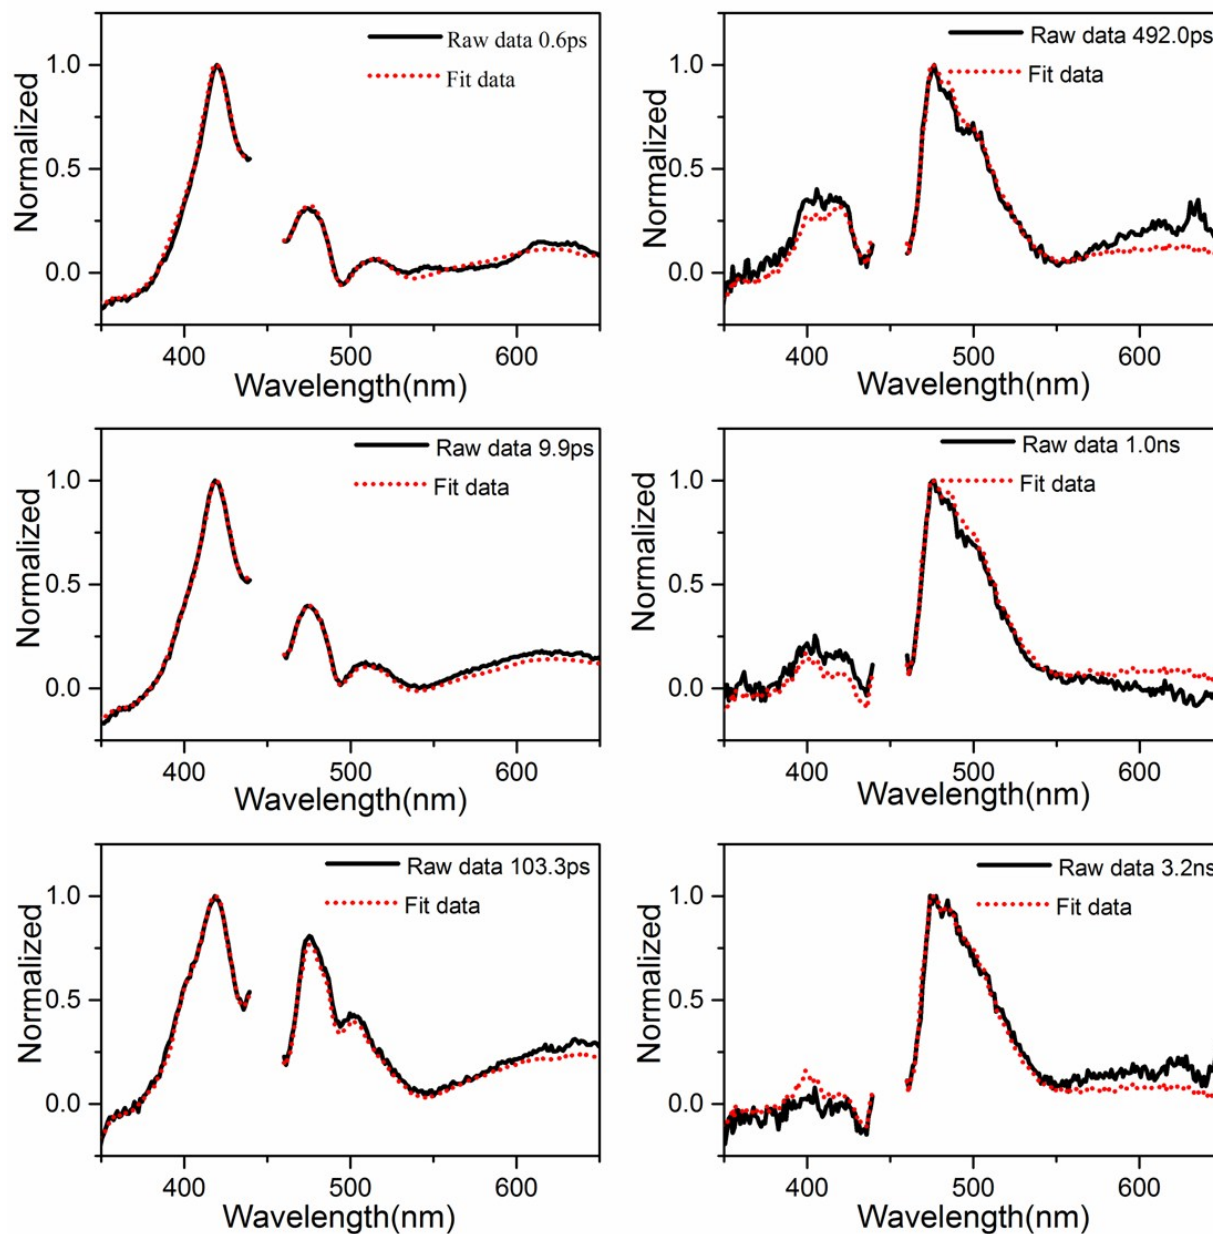 Raw data 0.6ps
Fit data
Normalized
1.0
0.5
0.0
400
500
600
Wavelength(nm)
Raw data 492.0ps
Fit data
Normalized
1.0
0.5
0.0
400
500
600
Wavelength(nm)
Raw data 9.9ps
Fit data
Normalized
1.0
0.5
0.0
400
500
600
Wavelength(nm)
Raw data 1.0ns
Fit data
Normalized
1.0
0.5
0.0
400
500
600
Wavelength(nm)
Raw data 103.3ps
Fit data
Normalized
1.0
0.5
0.0
400
500
600
Wavelength(nm)
Raw data 3.2ns
Fit data
Normalized
1.0
0.5
0.0
400
500
600
Wavelength(nm)